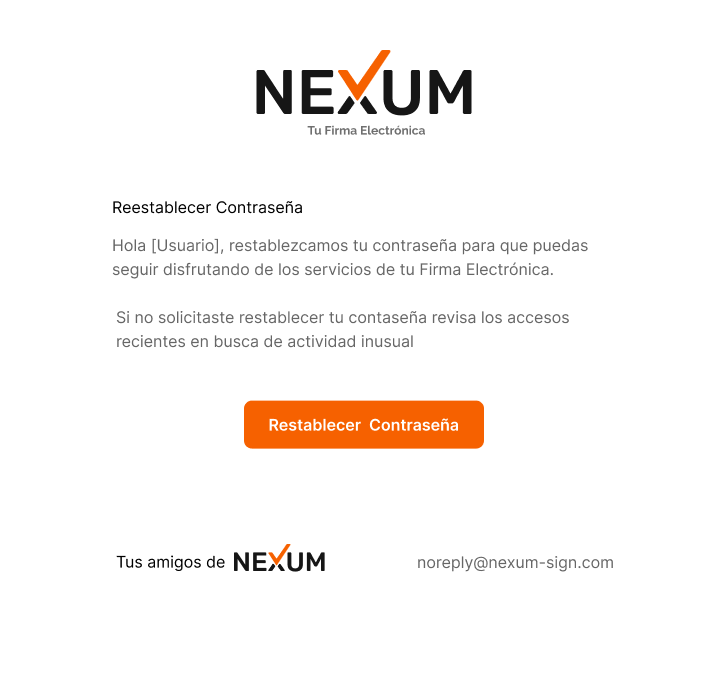 NEXUM
Tu Firma Electrónica
Reestablecer Contraseña
Hola [Usuario], restablezcamos tu contraseña para que puedas
seguir disfrutando de los servicios de tu Firma Electrónica.
Si no solicitaste restablecer tu contaseña revisa los accesos
recientes en busca de actividad inusual
Restablecer Contraseña
Tus amigos de NEXUM
noreply@nexum-sign.com